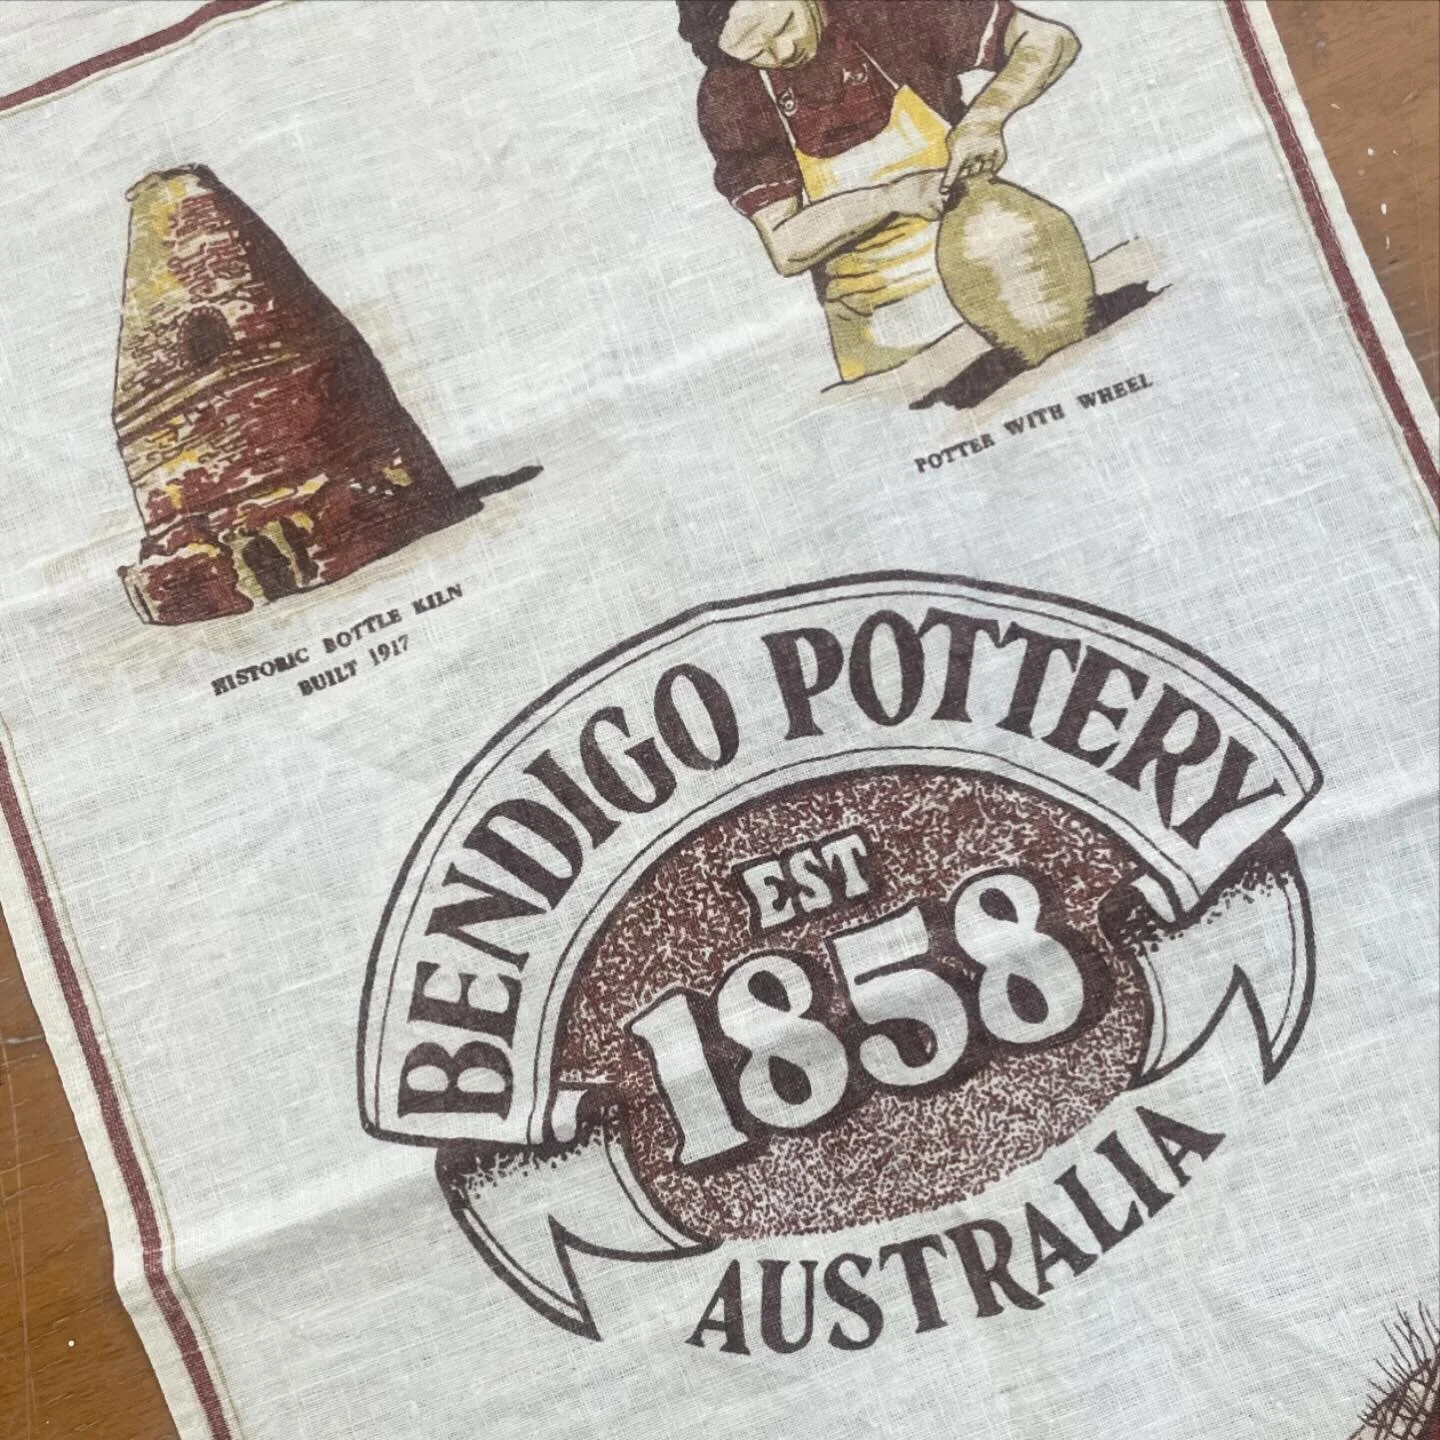 POTTER WITH WHEEL
HISTORIC BOTTLE KILN
BUILT 1917
BENDIGO POTTERY
EST
1858
AUSTRALIA